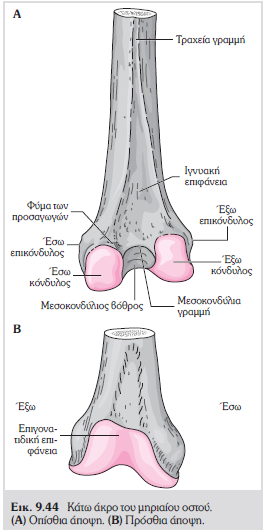 A
Τραχεία γραμμή
Ιγνυακή
επιφάνεια
Φύμα των
προσαγωγών
Έξω
επικόνδυλος
Έσω
επικόνδυλος
Έσω
κόνδυλος
Έξω
κόνδυλος
Μεσοκονδύλιος βόθρος
Μεσοκονδύλια
γραμμή
B
Έξω
Έσω
Επιγονα-
τιδική επι-
φάνεια
Εικ. 9.44 Κάτω άκρο του μηριαίου οστού.
(A) Οπίσθια άποψη. (B) Πρόσθια άποψη.